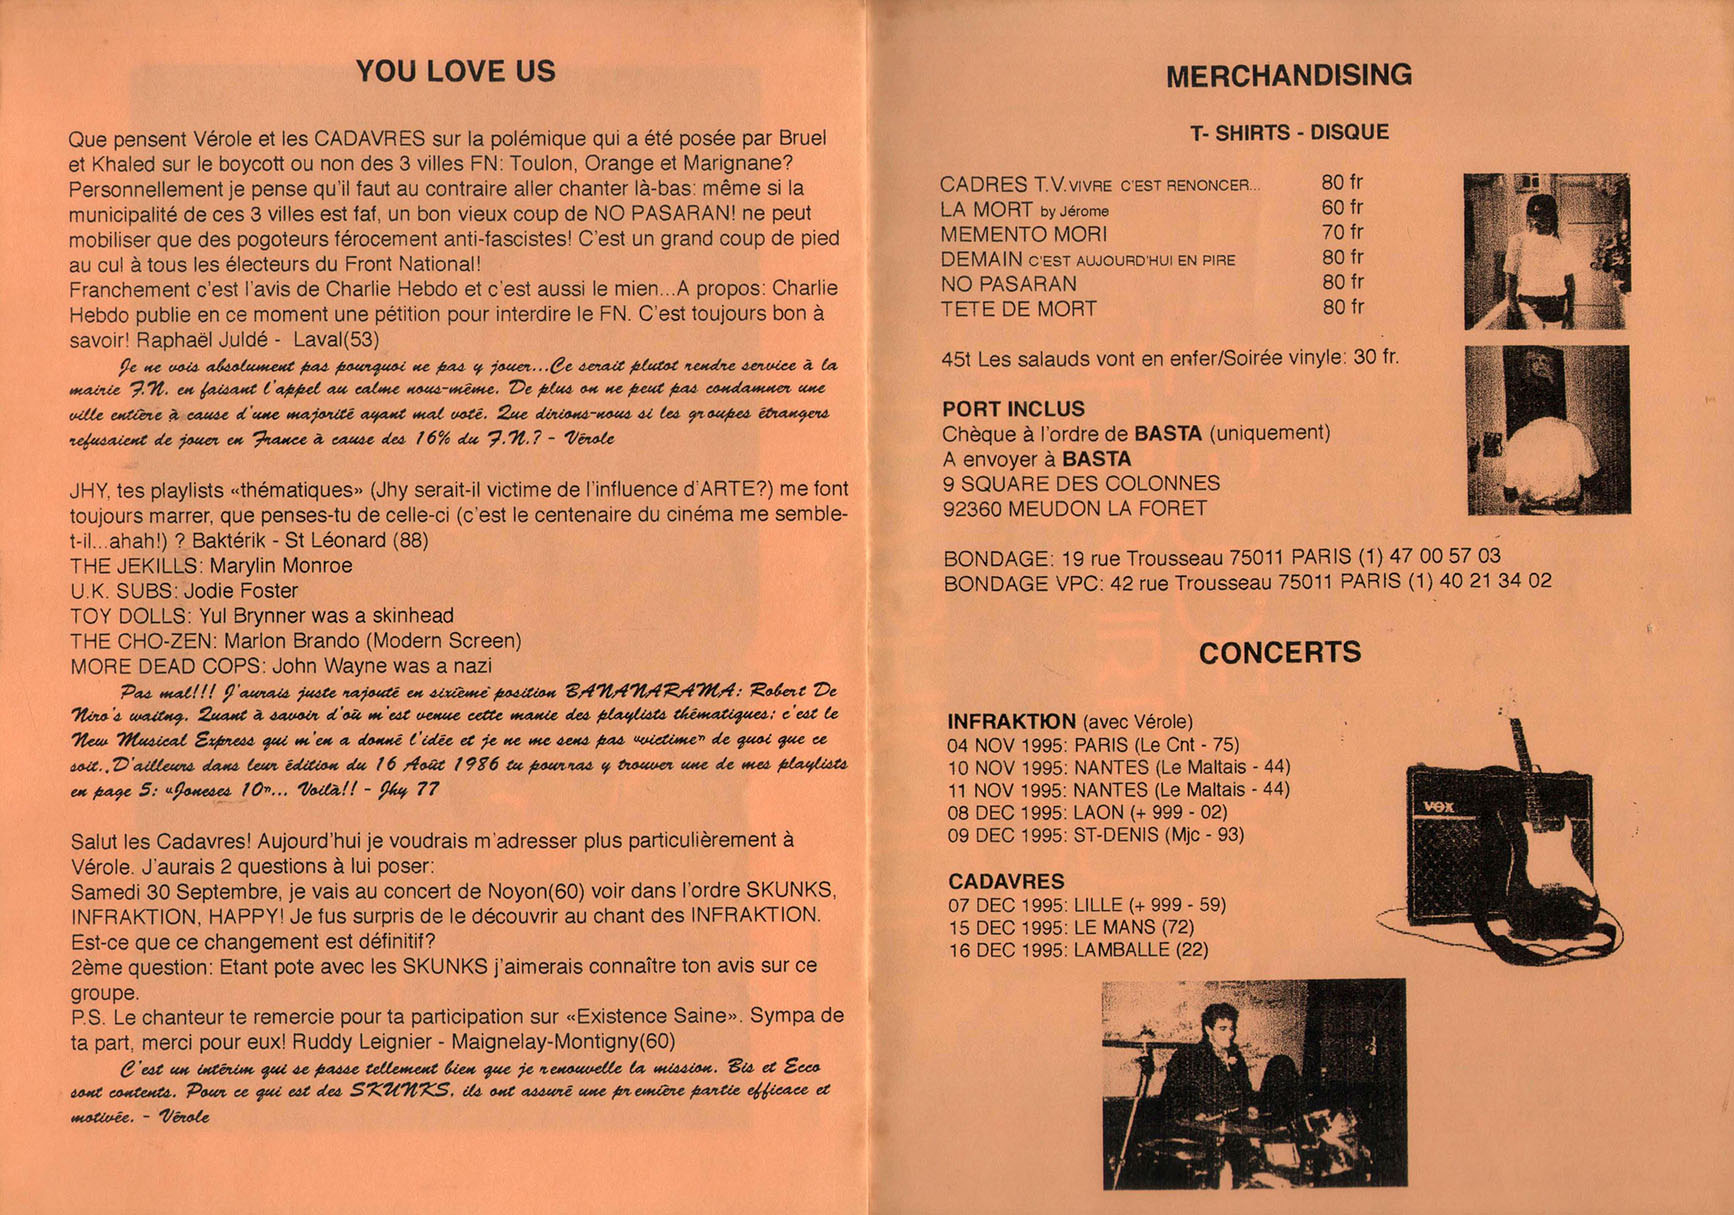 YOU LOVE US
Que pensent Vérole et les CADAVRES sur la polémique qui a été posée par Bruel
et Khaled sur le boycott ou non des 3 villes FN: Toulon, Orange et Marignane?
Personnellement je pense qu'il faut au contraire aller chanter là-bas: même si la
municipalité de ces 3 villes est faf, un bon vieux coup de NO PASARAN! ne peut
mobiliser que des pogoteurs férocement anti-fascistes! C'est un grand coup de pied
au cul à tous les électeurs du Front National!
Franchement c'est l'avis de Charlie Hebdo et c'est aussi le mien...A propos: Charlie
Hebdo publie en ce moment une pétition pour interdire le FN. C'est toujours bon à
savoir! Raphaël Juldé - Laval(53)
Je ne vois absolument pas pourquoi ne pas y jouer...Ce serait plutot rendre service à la
mairie F.N. en faisant l'appel au calme nous-même. De plus on ne peut pas condamner une
ville entière à cause d'une majorité ayant mal voté. Que dirions-nous si les groupes étrangers
refusaient de jouer en France à cause des 16% du F.N.? - Vérole
JHY, tes playlists «thématiques» (Jhy serait-il victime de l'influence d'ARTE?) me font
toujours marrer, que penses-tu de celle-ci (c'est le centenaire du cinéma me semble-
t-il...ahah!) ? Baktérik - St Léonard (88)
THE JEKILLS: Marylin Monroe
U.K. SUBS: Jodie Foster
TOY DOLLS: Yul Brynner was a skinhead
THE CHO-ZEN: Marlon Brando (Modern Screen)
MORE DEAD COPS: John Wayne was a nazi
Pas mal!!! J'aurais juste rajouté en sixième position BANANARAMA: Robert De
Niro's waitng. Quant à savoir d'où m'est venue cette manie des playlists thématiques: c'est le
New Musical Express qui m'en a donné l'idée et je ne me sens pas «victime» de quoi que ce
soit..D'ailleurs dans leur édition du 16 Août 1986 tu pourras y trouver une de mes playlists
en page 5: «Joneses 10»... Voilà!! - Jhy 77
Salut les Cadavres! Aujourd'hui je voudrais m'adresser plus particulièrement à
Vérole. J'aurais 2 questions à lui poser:
Samedi 30 Septembre, je vais au concert de Noyon(60) voir dans l'ordre SKUNKS,
INFRAKTION, HAPPY! Je fus surpris de le découvrir au chant des INFRAKTION.
Est-ce que ce changement est définitif?
2ème question: Etant pote avec les SKUNKS j'aimerais connaître ton avis sur ce
groupe.
P.S. Le chanteur te remercie pour ta participation sur «Existence Saine». Sympa de
ta part, merci pour eux! Ruddy Leignier - Maignelay-Montigny(60)
C'est un intérim qui se passe tellement bien que je renouvelle la mission. Bis et Ecco
sont contents. Pour ce qui est des SKUNKS, ils ont assuré une première partie efficace et
motivée. - Vérole
MERCHANDISING
T- SHIRTS - DISQUE
CADRES T.V. VIVRE C'EST RENONCER... 80 fr
LA MORT by Jérome 60 fr
MEMENTO MORI 70 fr
DEMAIN C'EST AUJOURD'HUI EN PIRE 80 fr
NO PASARAN 80 fr
TETE DE MORT 80 fr
45t Les salauds vont en enfer/Soirée vinyle: 30 fr.
PORT INCLUS
Chèque à l'ordre de BASTA (uniquement)
A envoyer à BASTA
9 SQUARE DES COLONNES
92360 MEUDON LA FORET
BONDAGE: 19 rue Trousseau 75011 PARIS (1) 47 00 57 03
BONDAGE VPC: 42 rue Trousseau 75011 PARIS (1) 40 21 34 02
CONCERTS
INFRAKTION (avec Vérole)
04 NOV 1995: PARIS (Le Cnt - 75)
10 NOV 1995: NANTES (Le Maltais - 44)
11 NOV 1995: NANTES (Le Maltais - 44)
08 DEC 1995: LAON (+ 999 - 02)
09 DEC 1995: ST-DENIS (Mjc - 93)
VOX
CADAVRES
07 DEC 1995: LILLE (+ 999 - 59)
15 DEC 1995: LE MANS (72)
16 DEC 1995: LAMBALLE (22)